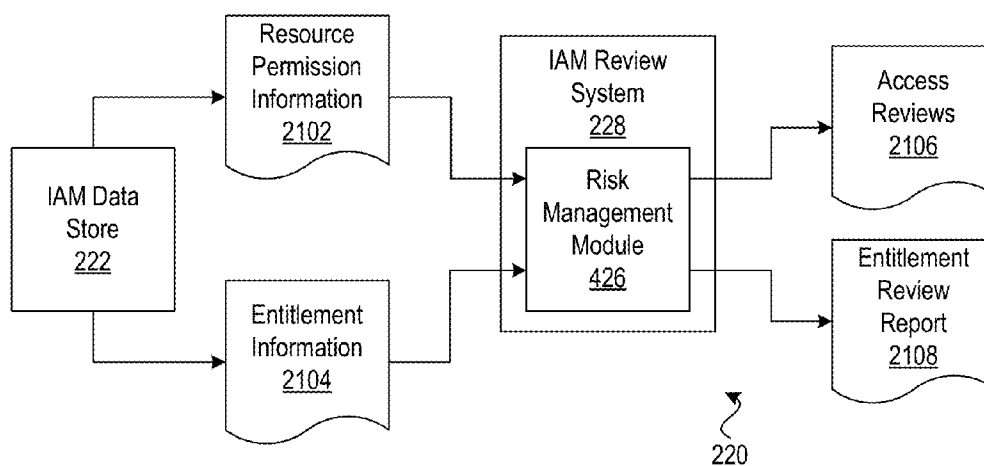 IAM Data
Store
222
Resource
Permission
Information
2102
Entitlement
Information
2104
IAM Review
System
228
Risk
Management
Module
426
Access
Reviews
2106
Entitlement
Review
Report
2108
220